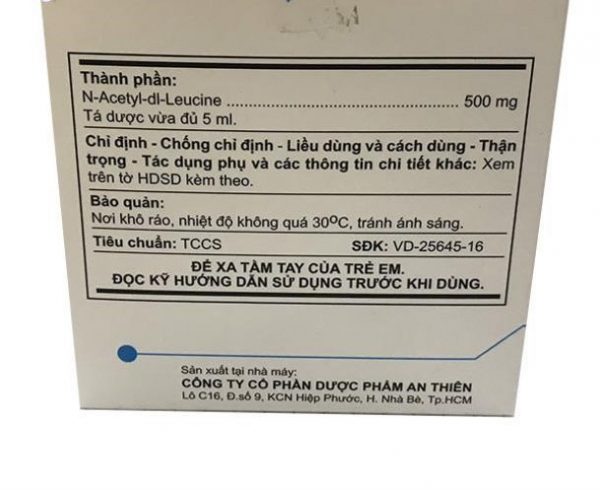 Thành phần:
N-Acetyl-dl-Leucine ........................................ 500 mg
Tá dược vừa đủ 5 ml.
Chỉ định - Chống chỉ định - Liều dùng và cách dùng - Thận
trọng - Tác dụng phụ và các thông tin chi tiết khác: Xem
trên tờ HDSD kèm theo.
Bảo quản:
Nơi khô ráo, nhiệt độ không quá 30ºC, tránh ánh sáng.
Tiêu chuẩn: TCCS SĐK: VD-25645-16
ĐỂ XA TẦM TAY CỦA TRẺ EM.
ĐỌC KỸ HƯỚNG DẪN SỬ DỤNG TRƯỚC KHI DÙNG.
Sản xuất tại nhà máy:
CÔNG TY CỔ PHẦN DƯỢC PHẨM AN THIÊN
Lô C16, Đ.số 9, KCN Hiệp Phước, H. Nhà Bè, Tp.HCM